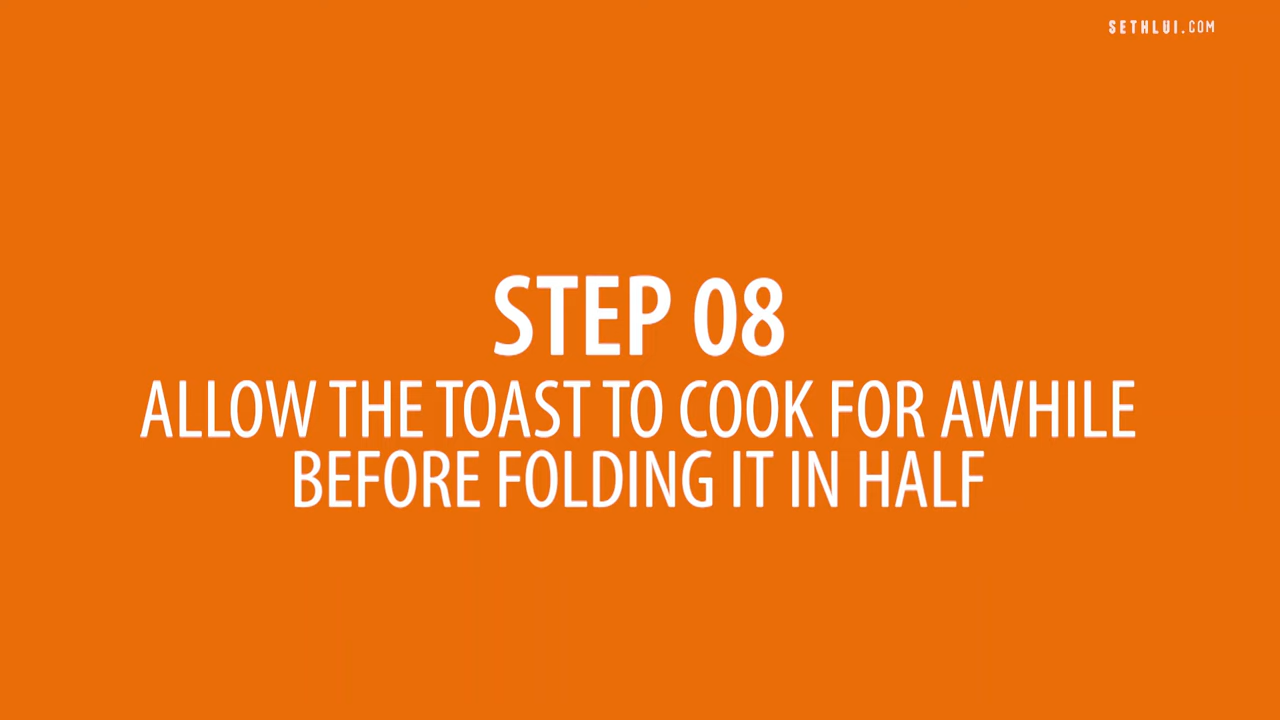 SETHLUI.COM
STEP 08
ALLOW THE TOAST TO COOK FOR AWHILE
BEFORE FOLDING IT IN HALF